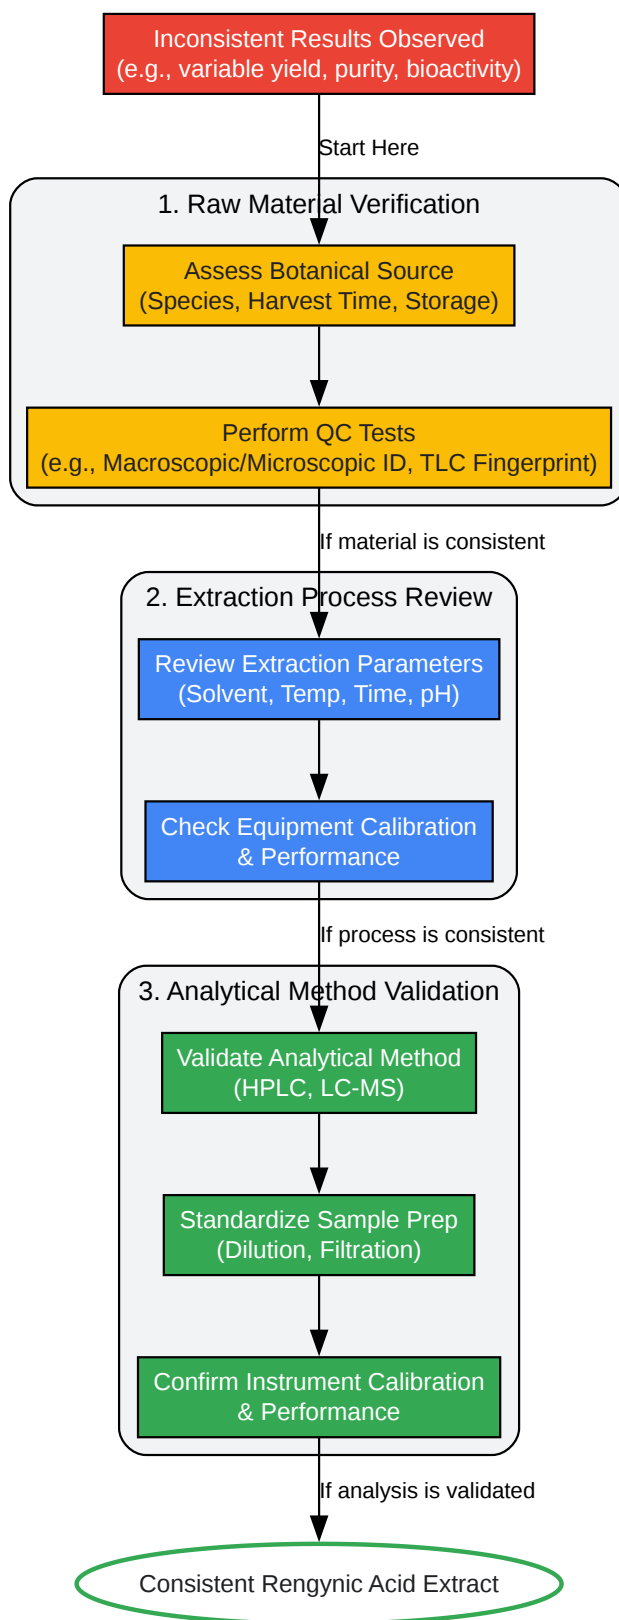 Inconsistent Results Observed
(e.g., variable yield, purity, bioactivity)
Start Here
1. Raw Material Verification
Assess Botanical Source
(Species, Harvest Time, Storage)
Perform QC Tests
(e.g., Macroscopic/Microscopic ID, TLC Fingerprint)
If material is consistent
2. Extraction Process Review
Review Extraction Parameters
(Solvent, Temp, Time, pH)
Check Equipment Calibration
& Performance
If process is consistent
3. Analytical Method Validation
Validate Analytical Method
(HPLC, LC-MS)
Standardize Sample Prep
(Dilution, Filtration)
Confirm Instrument Calibration
& Performance
If analysis is validated
Consistent Rengynic Acid Extract